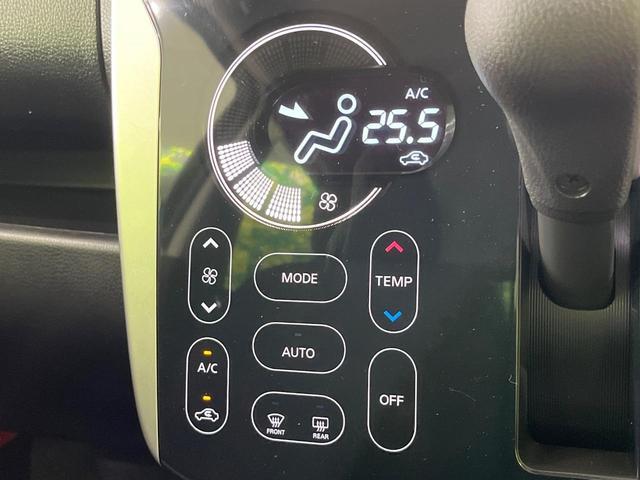 A/C
25.5
MODE
TEMP
AUTO
A/C
OFF
FRONT
REAR